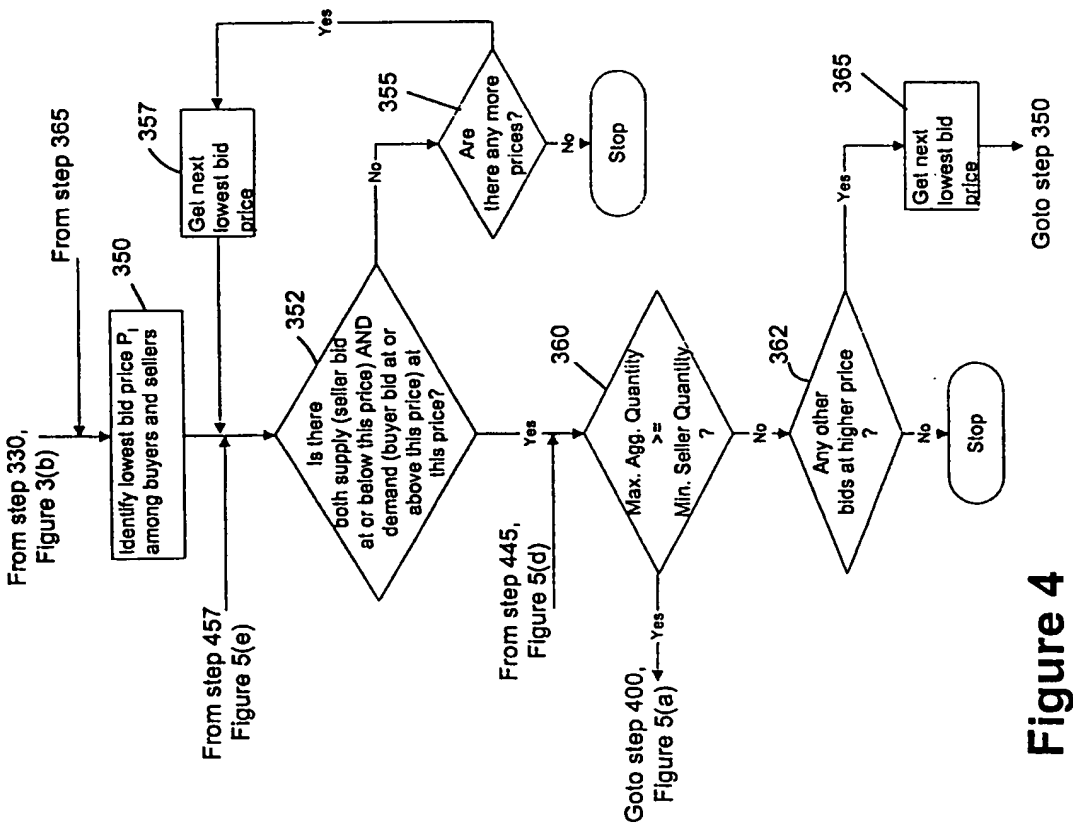 From step 330,
Figure 3(b)
From step 365
350
Identify lowest bid price P_I
among buyers and sellers
357
Get next
lowest bid
price
Yes
From step 457
Figure 5(e)
352
Is there
both supply (seller bid
at or below this price) AND
demand (buyer bid at or
above this price) at
this price?
No
355
Are
there any more
prices?
No
Stop
Yes
From step 445,
Figure 5(d)
360
Max. Agg. Quantity
>=
Min. Seller Quantity
?
Yes
Goto step 400,
Figure 5(a)
No
362
Any other
bids at higher price
?
Yes
365
Get next
lowest bid
price
Goto step 350
No
Stop
Figure 4